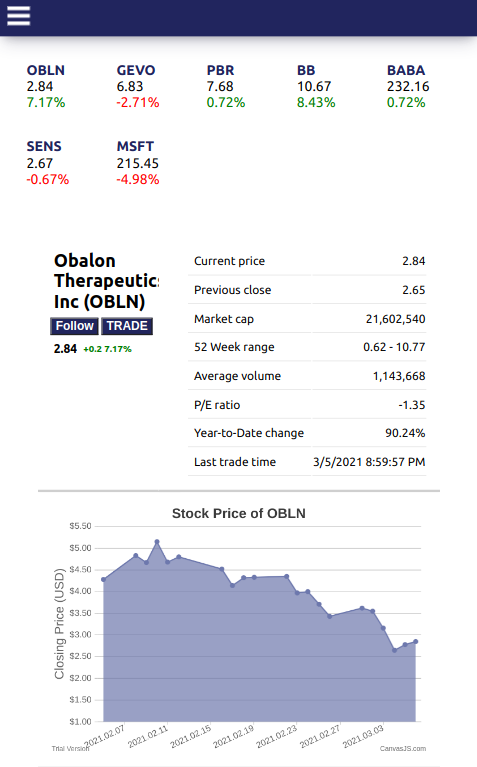 OBLN GEVO PBR BB BABA
2.84 6.83 7.68 10.67 232.16
7.17% -2.71% 0.72% 8.43% 0.72%
SENS MSFT
2.67 215.45
-0.67% -4.98%
Obalon
Therapeutics
Inc (OBLN)
Follow TRADE
2.84 +0.2 7.17%
Current price 2.84
Previous close 2.65
Market cap 21,602,540
52 Week range 0.62 - 10.77
Average volume 1,143,668
P/E ratio -1.35
Year-to-Date change 90.24%
Last trade time 3/5/2021 8:59:57 PM
Stock Price of OBLN
Closing Price (USD)
$5.50
$5.00
$4.50
$4.00
$3.50
$3.00
$2.50
$2.00
$1.50
$1.00
2021.02.07 2021.02.11 2021.02.15 2021.02.19 2021.02.23 2021.02.27 2021.03.03
Trial Version CanvasJS.com